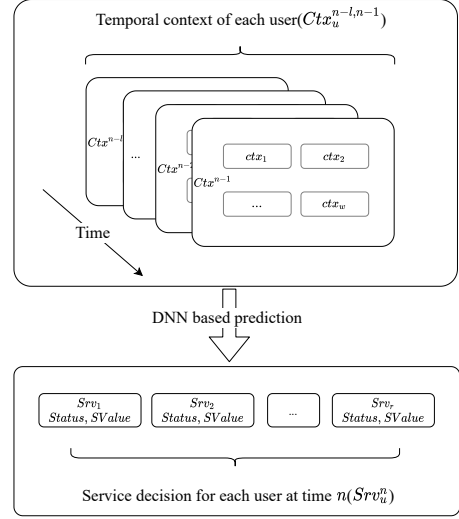 Temporal context of each user(Ctx_u^{n-l,n-1})
Ctx^{n-l}
...
Ctx^{n-2}
Ctx^{n-1}
ctx_1 ctx_2
... ctx_w
Time
DNN based prediction
Srv_1 Srv_2 ... Srv_r
Status, SValue Status, SValue Status, SValue
Service decision for each user at time n(Srv_u^n)